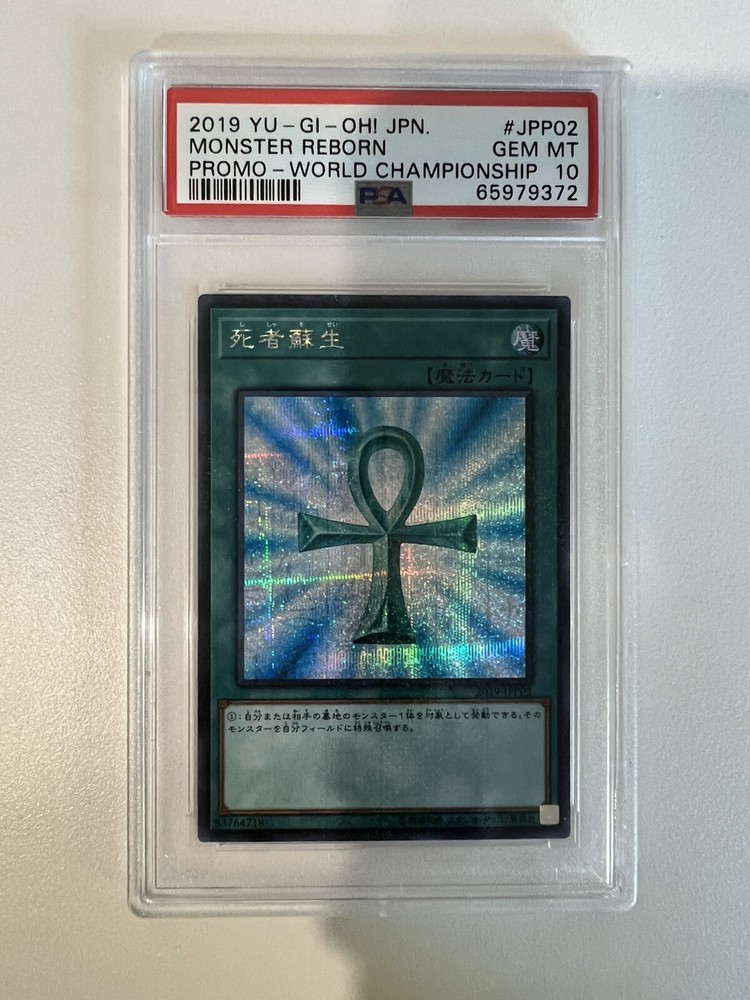 2019 YU-GI-OH! JPN. #JPP02
MONSTER REBORN GEM MT
PROMO-WORLD CHAMPIONSHIP 10
PSA 65979372
死者蘇生 魔
【魔法カード】
①：自分または相手の墓地のモンスター１体を対象として発動できる。その
モンスターを自分フィールドに特殊召喚する。
83764718